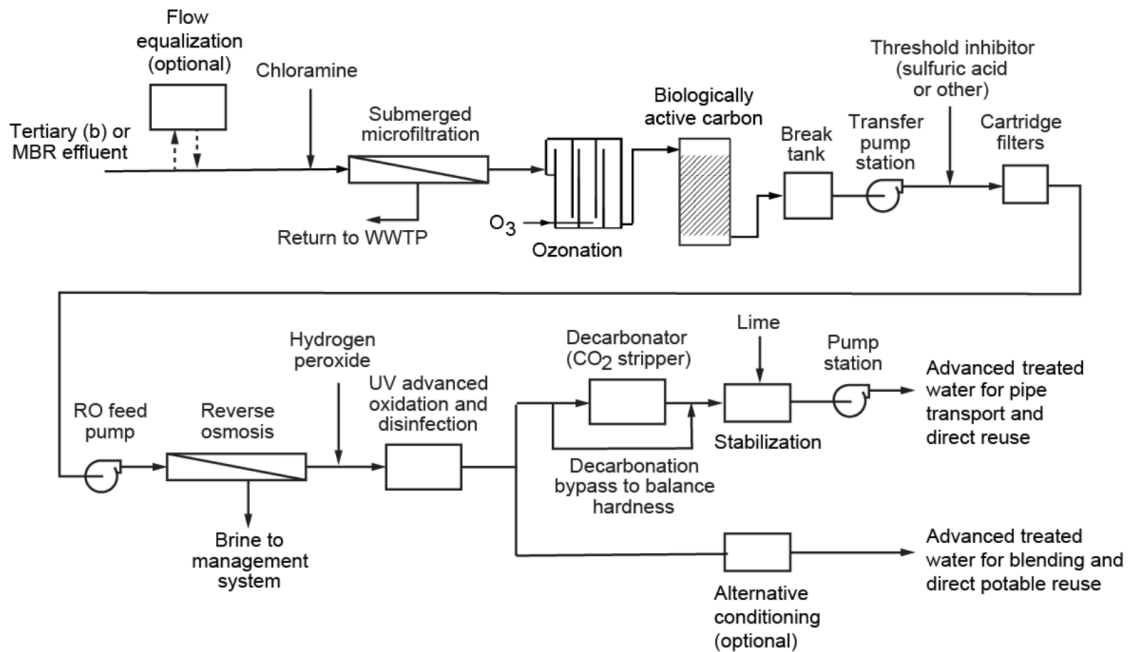 Flow
equalization
(optional)
Chloramine
Tertiary (b) or
MBR effluent
Submerged
microfiltration
Return to WWTP
O3
Ozonation
Biologically
active carbon
Break
tank
Transfer
pump
station
Threshold inhibitor
(sulfuric acid
or other)
Cartridge
filters
RO feed
pump
Reverse
osmosis
Brine to
management
system
Hydrogen
peroxide
UV advanced
oxidation and
disinfection
Decarbonator
(CO2 stripper)
Decarbonation
bypass to balance
hardness
Lime
Stabilization
Pump
station
Advanced treated
water for pipe
transport and
direct reuse
Alternative
conditioning
(optional)
Advanced treated
water for blending and
direct potable reuse